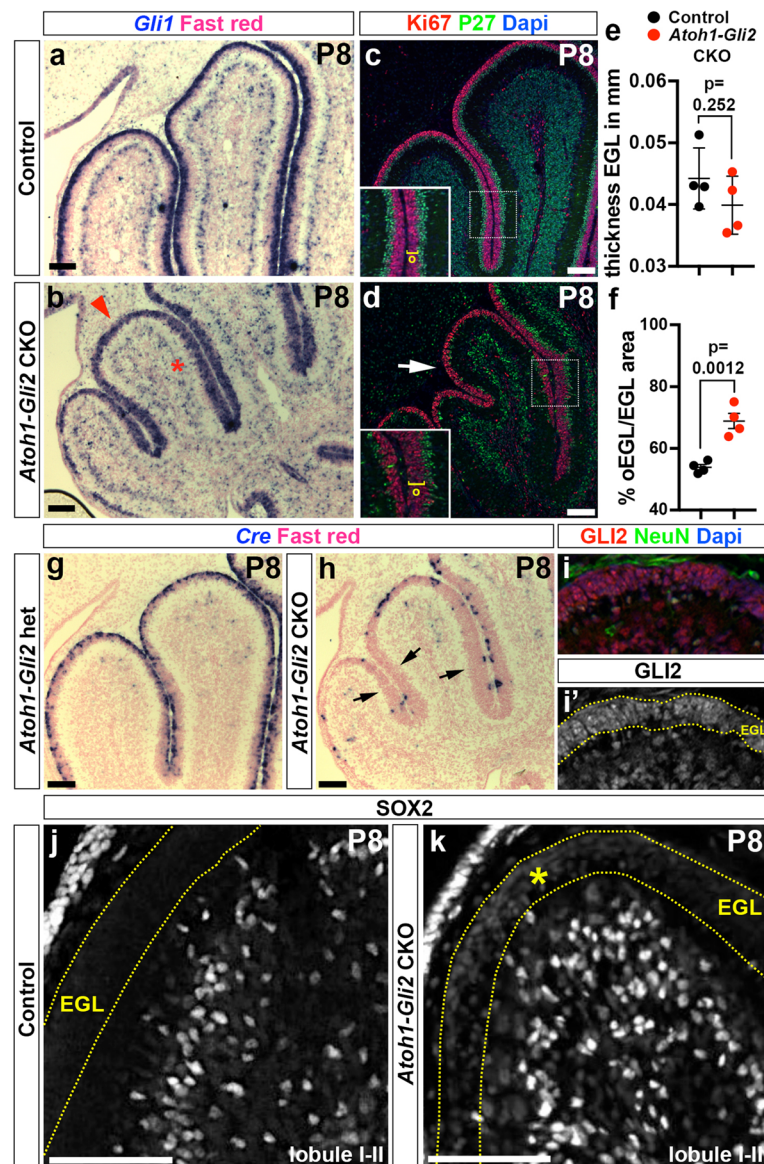 Gli1 Fast red
Ki67 P27 Dapi
Control
Atoh1-Gli2
CKO
a
P8
c
P8
e
Control
o
p=
0.252
thickness EGL in mm
0.06
0.05
0.04
0.03
b
P8
d
P8
f
Atoh1-Gli2 CKO
*
o
p=
0.0012
% oEGL/EGL area
100
80
60
40
Cre Fast red
GLI2 NeuN Dapi
g
P8
h
P8
i
Atoh1-Gli2 het
Atoh1-Gli2 CKO
GLI2
i'
EGL
SOX2
j
P8
k
P8
Control
EGL
Atoh1-Gli2 CKO
*
EGL
lobule I-II
lobule I-II